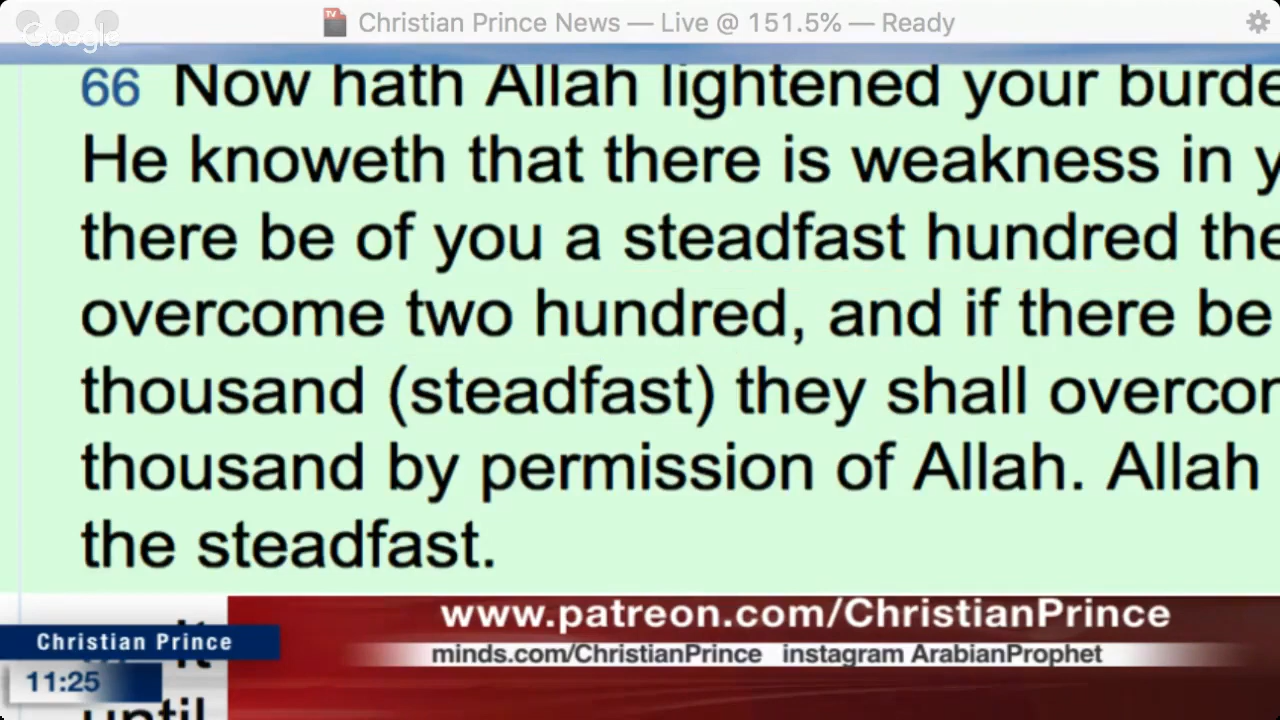 Christian Prince News — Live @ 151.5% — Ready
Google
66 Now hath Allah lightened your burde
He knoweth that there is weakness in y
there be of you a steadfast hundred the
overcome two hundred, and if there be
thousand (steadfast) they shall overcor
thousand by permission of Allah. Allah
the steadfast.
www.patreon.com/ChristianPrince
Christian Prince
minds.com/ChristianPrince instagram ArabianProphet
11:25
until